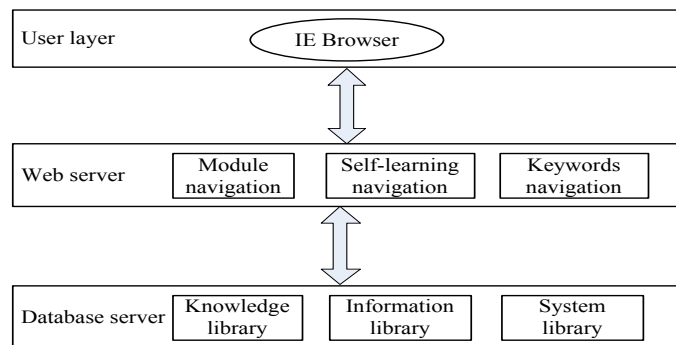 User layer
IE Browser
Web server
Module
navigation
Self-learning
navigation
Keywords
navigation
Database server
Knowledge
library
Information
library
System
library